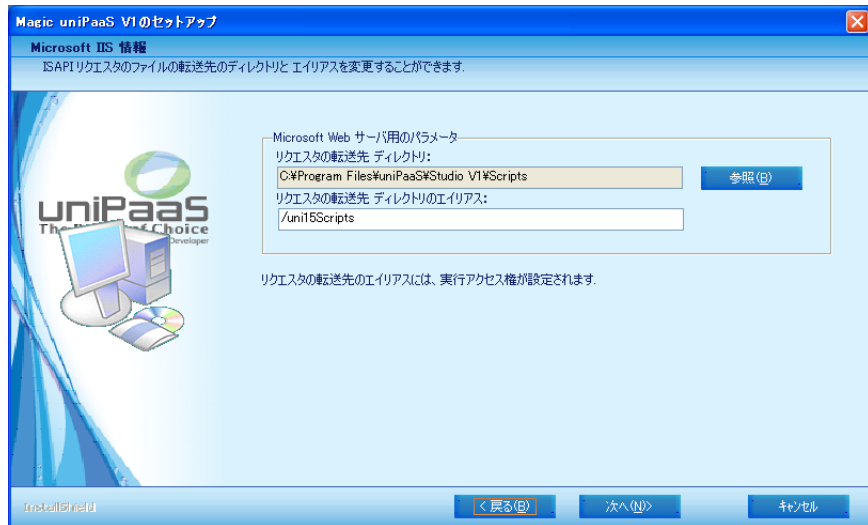 Magic uniPaaS V1のセットアップ
Microsoft IIS 情報
ISAPIリクエスタのファイルの転送先のディレクトリと エイリアスを変更することができます.
Microsoft Web サーバ用のパラメータ
リクエスタの転送先 ディレクトリ:
C:¥Program Files¥uniPaaS¥Studio V1¥Scripts
参照(B)
リクエスタの転送先 ディレクトリのエイリアス:
/uni15Scripts
uniPaaS
The
Choice
Developer
リクエスタの転送先のエイリアスには、実行アクセス権が設定されます.
InstallShield
< 戻る(B)
次へ(N)>
キャンセル